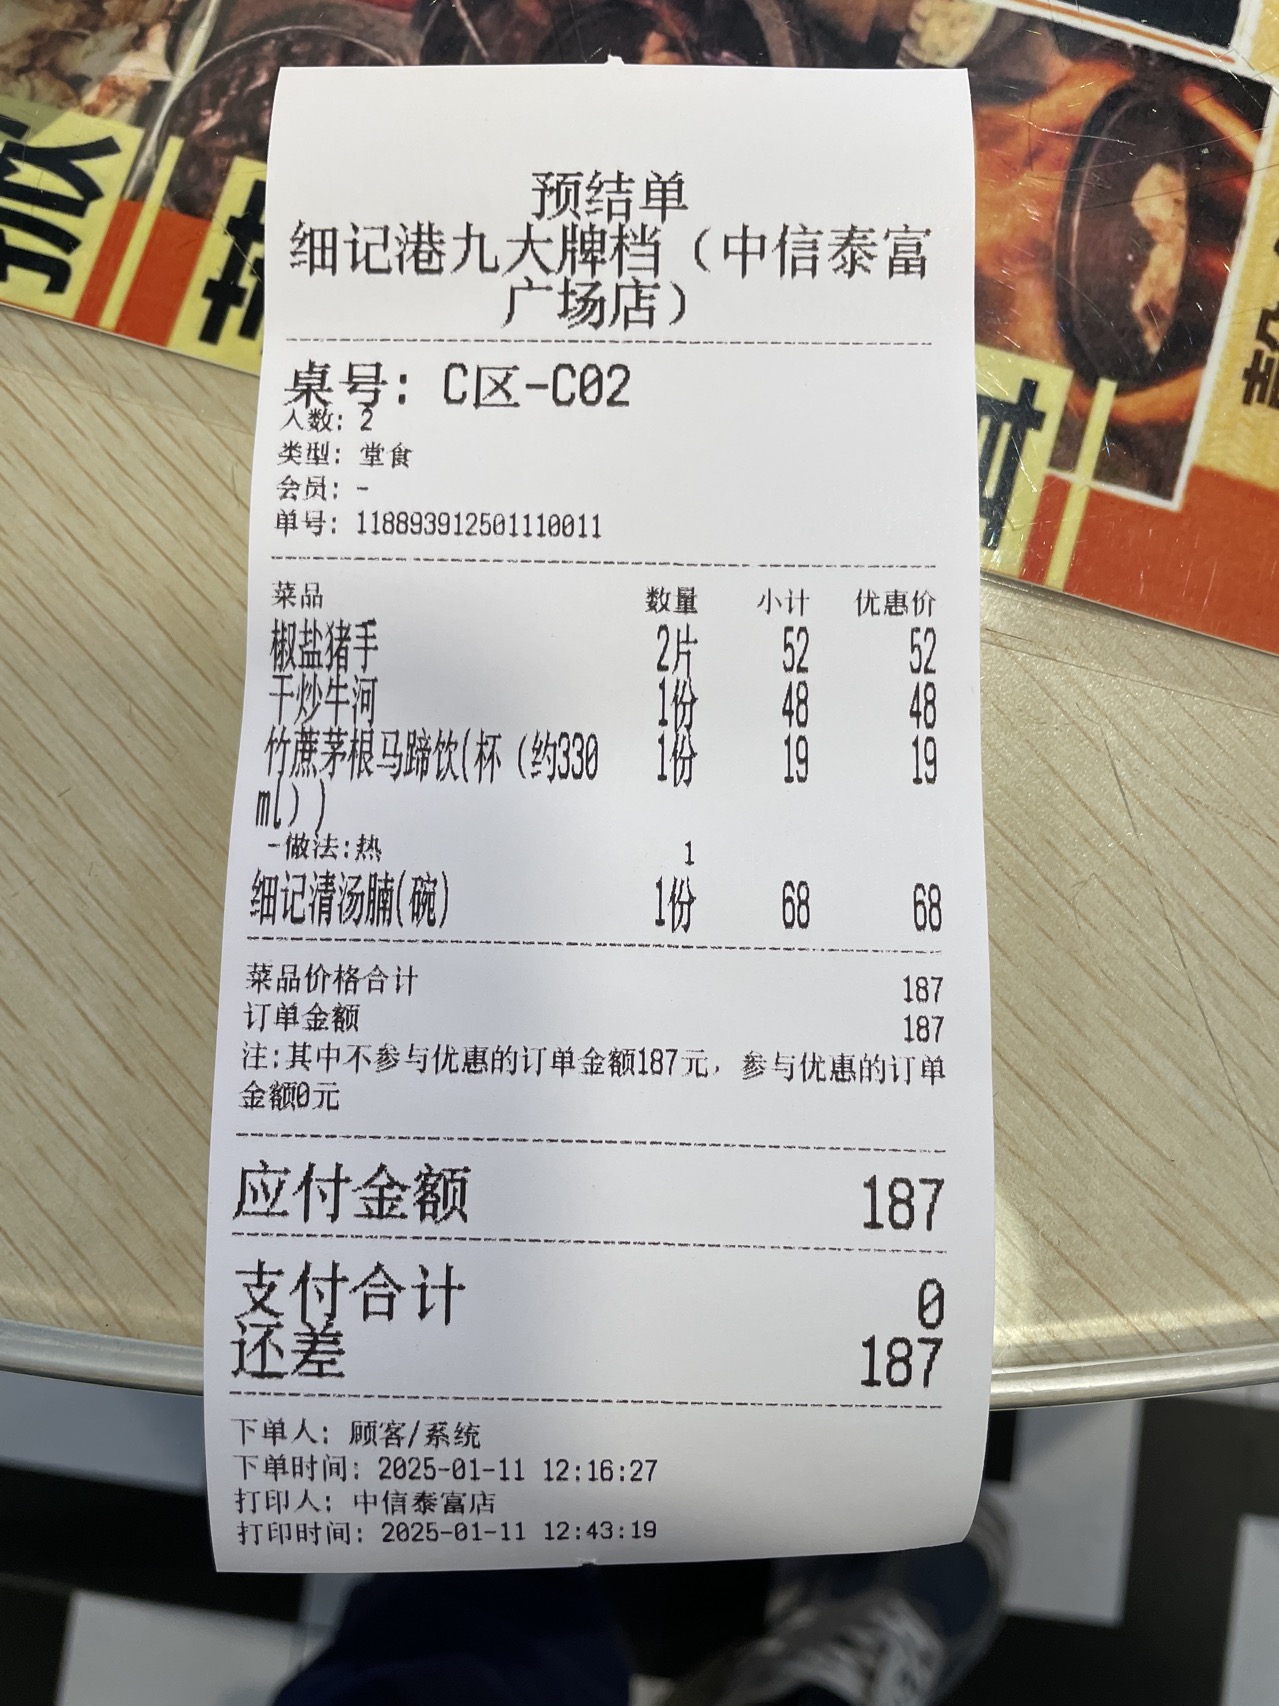 预结单
细记港九大牌档（中信泰富
广场店）
桌号: C区-C02
人数: 2
类型: 堂食
会员: -
单号: 118893912501110011
菜品 数量 小计 优惠价
椒盐猪手 2片 52 52
干炒牛河 1份 48 48
竹蔗茅根马蹄饮(杯（约330 1份 19 19
ml））
-做法:热 1
细记清汤腩(碗) 1份 68 68
菜品价格合计 187
订单金额 187
注:其中不参与优惠的订单金额187元，参与优惠的订单
金额0元
应付金额 187
支付合计 0
还差 187
下单人: 顾客/系统
下单时间: 2025-01-11 12:16:27
打印人: 中信泰富店
打印时间: 2025-01-11 12:43:19